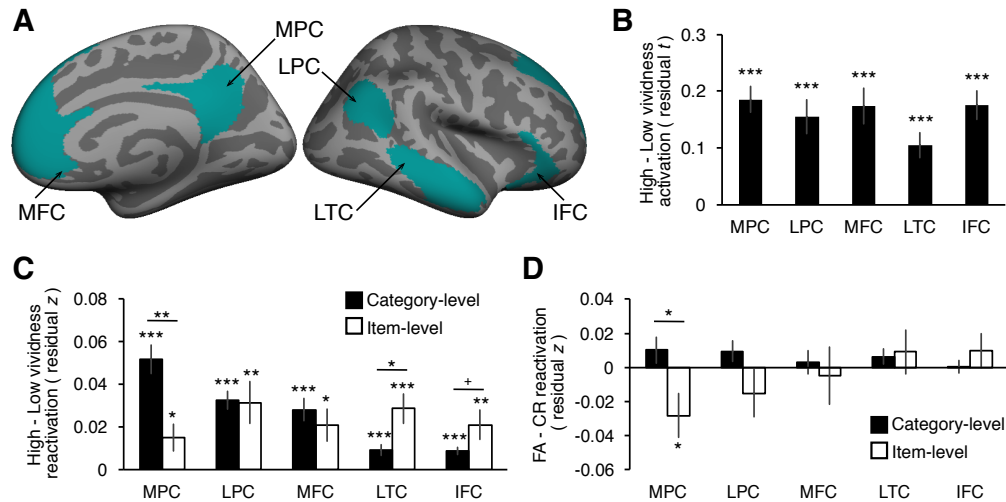 A
MPC
LPC
MFC
LTC
IFC
B
High - Low vividness
activation ( residual t )
0.3
0.2
0.1
0
***
***
***
***
***
MPC LPC MFC LTC IFC
C
High - Low vividness
reactivation ( residual z )
0.08
0.06
0.04
0.02
0
Category-level
Item-level
**
***
*
***
**
***
*
*
***
***
+
***
**
MPC LPC MFC LTC IFC
D
FA - CR reactivation
( residual z )
0.04
0.02
0
-0.02
-0.04
-0.06
*
*
Category-level
Item-level
MPC LPC MFC LTC IFC